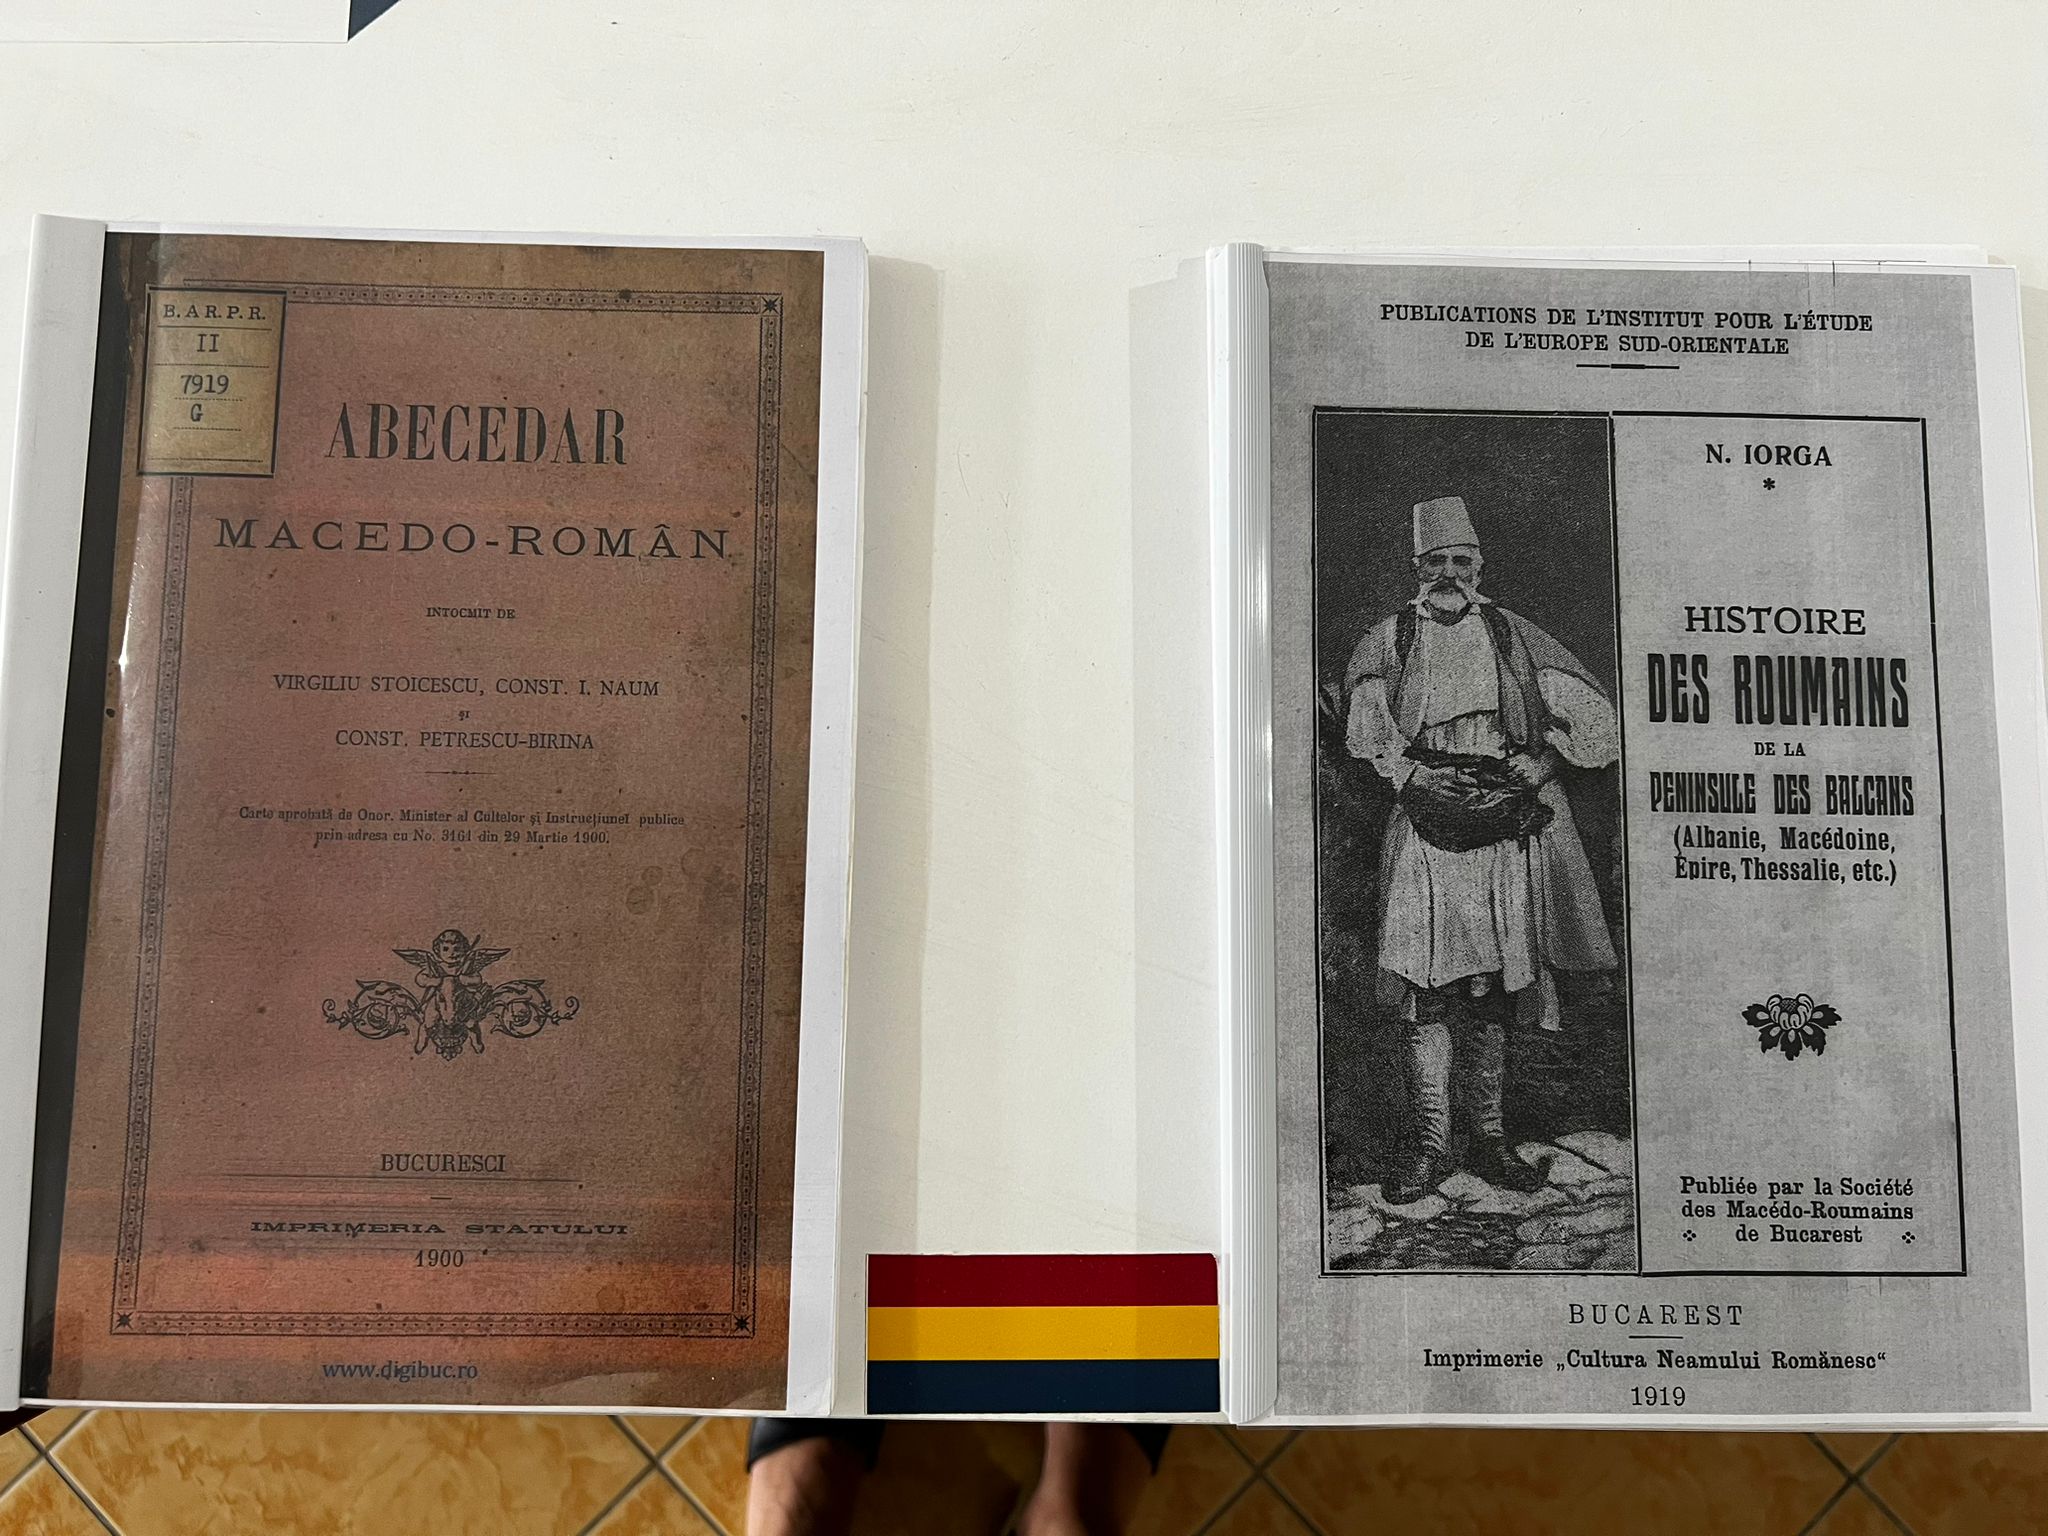 B. A R. P. R.
II
7919
G
ABECEDAR
MACEDO-ROMÂN
INTOCMIT DE
VIRGILIU STOICESCU, CONST. I. NAUM
și
CONST. PETRESCU-BIRINA
Carte aprobată de Onor. Minister al Cultelor și Instrucțiuneĭ publice
prin adresa cu No. 3161 din 29 Martie 1900.
BUCURESCI
IMPRIMERIA STATULUI
1900
www.digibuc.ro
PUBLICATIONS DE L'INSTITUT POUR L'ÉTUDE
DE L'EUROPE SUD-ORIENTALE
N. IORGA
*
HISTOIRE
DES ROUMAINS
DE LA
PENINSULE DES BALCANS
(Albanie, Macédoine,
Épire, Thessalie, etc.)
Publiée par la Société
des Macédo-Roumains
de Bucarest
BUCAREST
Imprimerie „Cultura Neamului Românesc“
1919